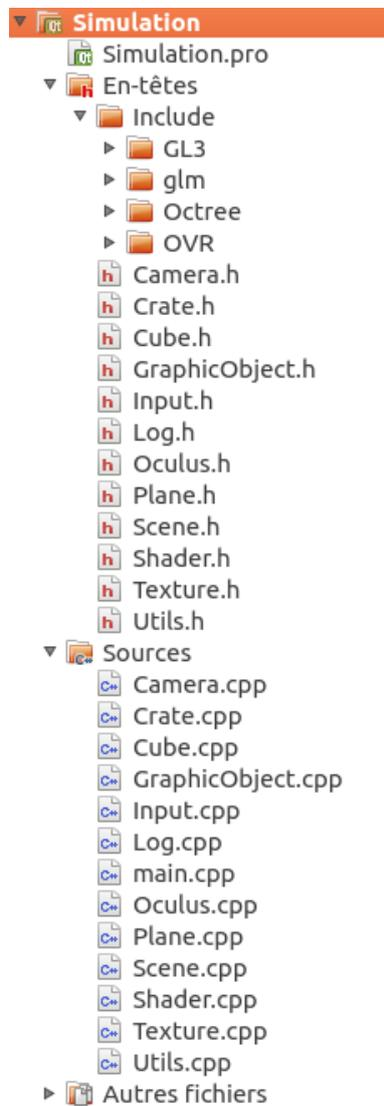 Simulation
Simulation.pro
En-têtes
Include
GL3
glm
Octree
OVR
Camera.h
Crate.h
Cube.h
GraphicObject.h
Input.h
Log.h
Oculus.h
Plane.h
Scene.h
Shader.h
Texture.h
Utils.h
Sources
Camera.cpp
Crate.cpp
Cube.cpp
GraphicObject.cpp
Input.cpp
Log.cpp
main.cpp
Oculus.cpp
Plane.cpp
Scene.cpp
Shader.cpp
Texture.cpp
Utils.cpp
Autres fichiers